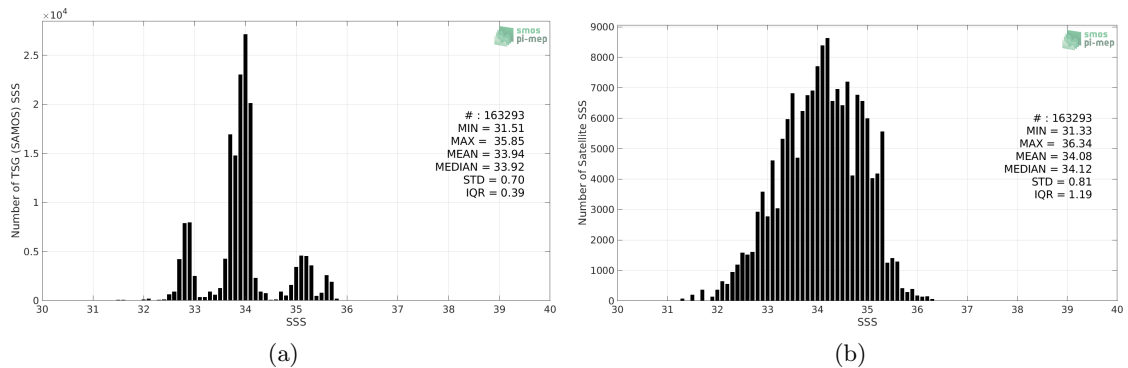 ×10⁴
smos
pi-mep
2.5
2
1.5
1
0.5
0
Number of TSG (SAMOS) SSS
# : 163293
MIN = 31.51
MAX = 35.85
MEAN = 33.94
MEDIAN = 33.92
STD = 0.70
IQR = 0.39
30 31 32 33 34 35 36 37 38 39 40
SSS
(a)
smos
pi-mep
9000
8000
7000
6000
5000
4000
3000
2000
1000
0
Number of Satellite SSS
# : 163293
MIN = 31.33
MAX = 36.34
MEAN = 34.08
MEDIAN = 34.12
STD = 0.81
IQR = 1.19
30 31 32 33 34 35 36 37 38 39 40
SSS
(b)